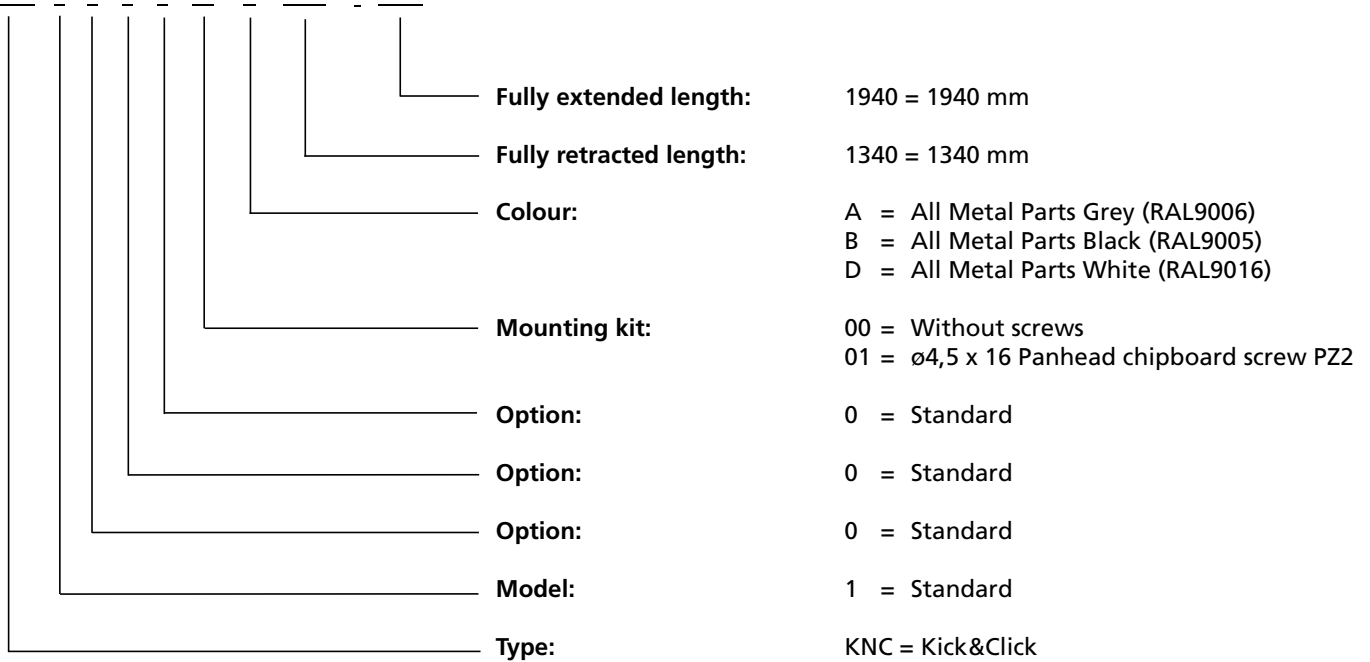 Fully extended length: 1940 = 1940 mm
Fully retracted length: 1340 = 1340 mm
Colour: A = All Metal Parts Grey (RAL9006)
B = All Metal Parts Black (RAL9005)
D = All Metal Parts White (RAL9016)
Mounting kit: 00 = Without screws
01 = ø4,5 x 16 Panhead chipboard screw PZ2
Option: 0 = Standard
Option: 0 = Standard
Option: 0 = Standard
Model: 1 = Standard
Type: KNC = Kick&Click